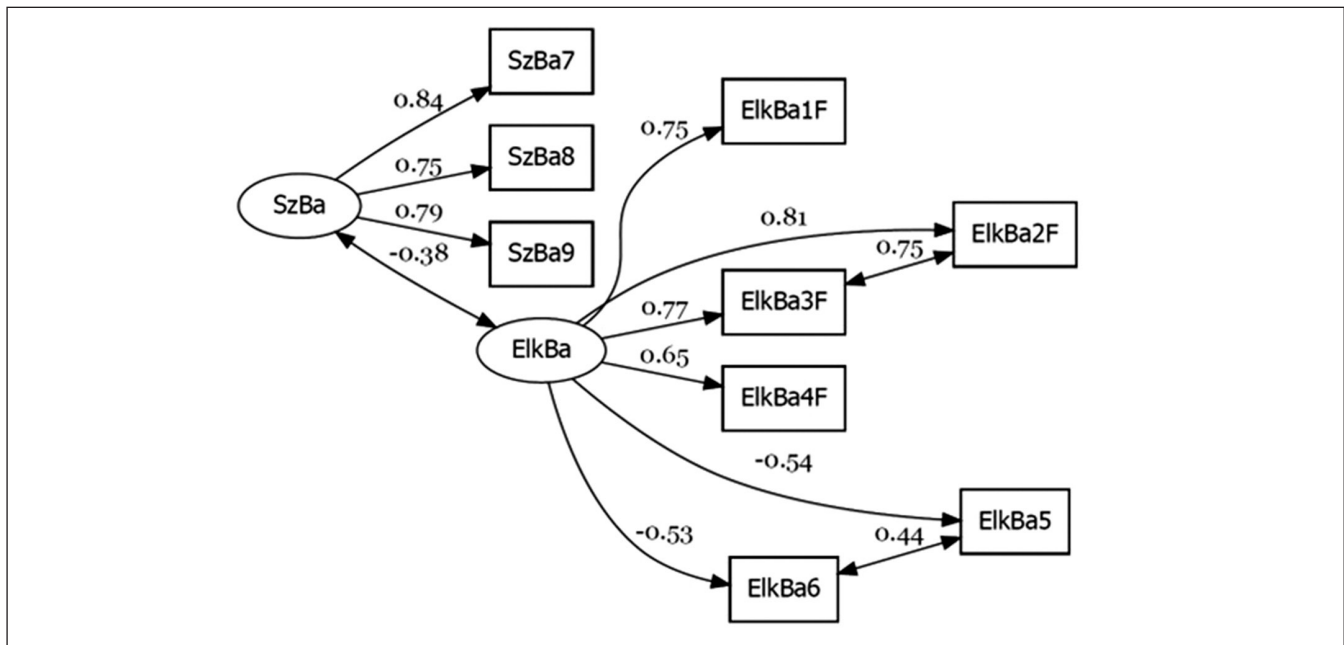 SzBa7
0.84
ElkBa1F
0.75
SzBa8
0.75
SzBa
0.79
ElkBa2F
0.81
SzBa9
-0.38
0.75
ElkBa3F
0.77
ElkBa
0.65
ElkBa4F
-0.54
ElkBa5
-0.53
0.44
ElkBa6